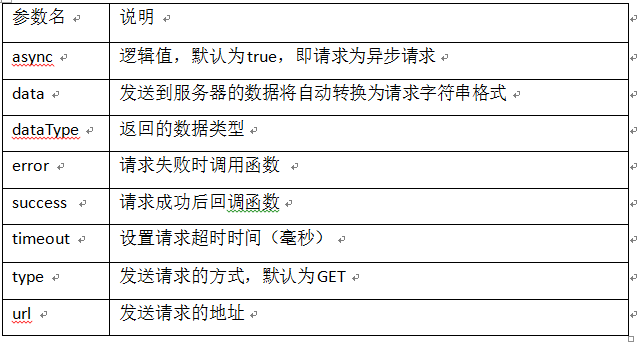 参数名 说明
async 逻辑值，默认为true，即请求为异步请求
data 发送到服务器的数据将自动转换为请求字符串格式
dataType 返回的数据类型
error 请求失败时调用函数
success 请求成功后回调函数
timeout 设置请求超时时间（毫秒）
type 发送请求的方式，默认为GET
url 发送请求的地址